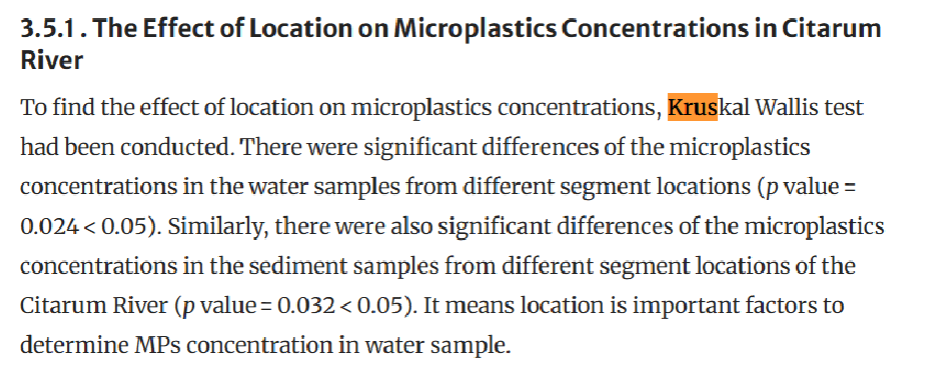 3.5.1. The Effect of Location on Microplastics Concentrations in Citarum
River
To find the effect of location on microplastics concentrations, Kruskal Wallis test
had been conducted. There were significant differences of the microplastics
concentrations in the water samples from different segment locations (p value =
0.024 < 0.05). Similarly, there were also significant differences of the microplastics
concentrations in the sediment samples from different segment locations of the
Citarum River (p value = 0.032 < 0.05). It means location is important factors to
determine MPs concentration in water sample.